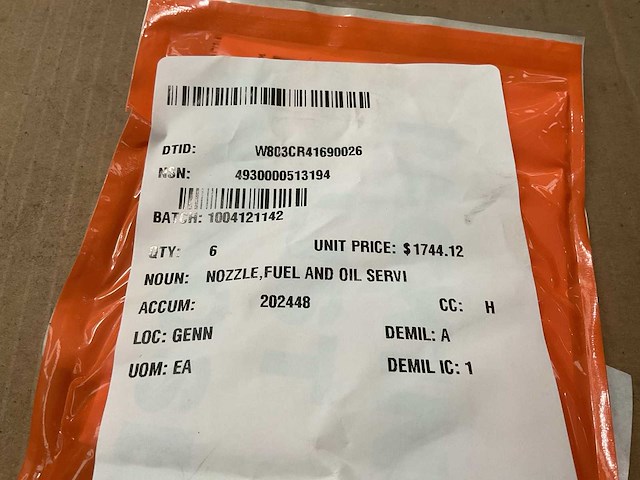 DTID: W803CR41690026
NSN: 4930000513194
BATCH: 1004121142
QTY: 6 UNIT PRICE: $1744.12
NOUN: NOZZLE,FUEL AND OIL SERVI
ACCUM: 202448 CC: H
LOC: GENN DEMIL: A
UOM: EA DEMIL IC: 1